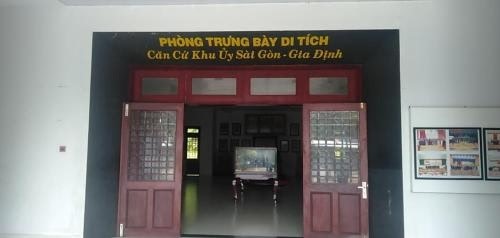 PHÒNG TRƯNG BÀY DI TÍCH
Căn Cứ Khu Ủy Sài Gòn - Gia Định